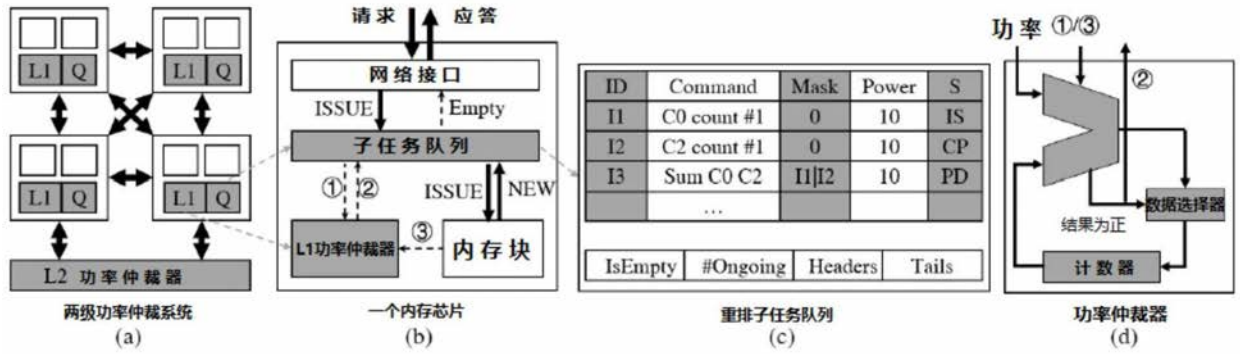 L1 Q
L1 Q
L1 Q
L1 Q
L2 功率仲裁器
两级功率仲裁系统
(a)
请求 应答
网络接口
ISSUE Empty
子任务队列
① ② ISSUE NEW
L1功率仲裁器 ③ 内存块
一个内存芯片
(b)
ID Command Mask Power S
I1 C0 count #1 0 10 IS
I2 C2 count #1 0 10 CP
I3 Sum C0 C2 I1|I2 10 PD
…
IsEmpty #Ongoing Headers Tails
重排子任务队列
(c)
功率 ①/③
②
数据选择器
结果为正
计数器
功率仲裁器
(d)